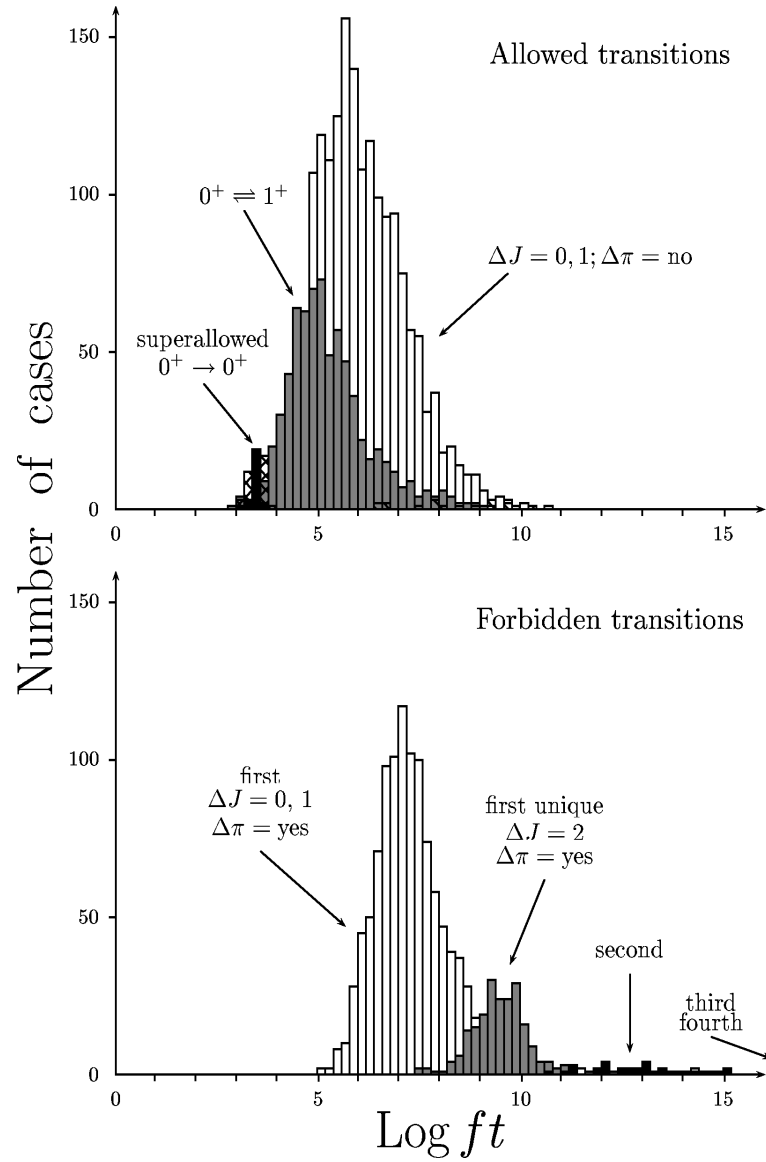 Number of cases
150
100
50
0
Allowed transitions
0⁺ ⇌ 1⁺
ΔJ = 0, 1; Δπ = no
superallowed
0⁺ → 0⁺
0 5 10 15
150
100
50
0
Forbidden transitions
first
ΔJ = 0, 1
Δπ = yes
first unique
ΔJ = 2
Δπ = yes
second
third
fourth
0 5 10 15
Log ft